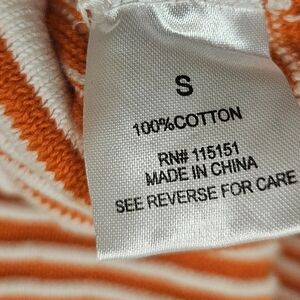 S
100%COTTON
RN# 115151
MADE IN CHINA
SEE REVERSE FOR CARE